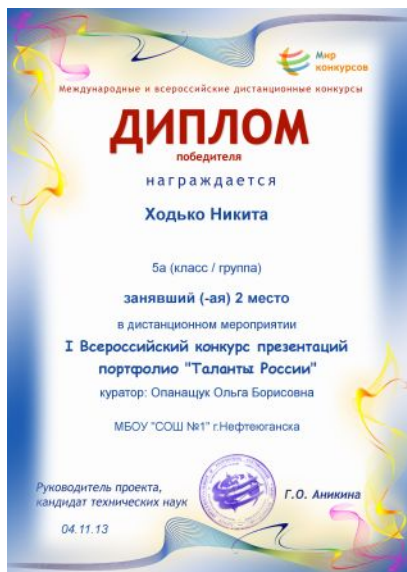 Мир
конкурсов
Международные и всероссийские дистанционные конкурсы
ДИПЛОМ
победителя
награждается
Ходько Никита
5а (класс / группа)
занявший (-ая) 2 место
в дистанционном мероприятии
I Всероссийский конкурс презентаций
портфолио "Таланты России"
куратор: Опанащук Ольга Борисовна
МБОУ "СОШ №1" г.Нефтеюганска
Руководитель проекта,
кандидат технических наук
Г.О. Аникина
04.11.13